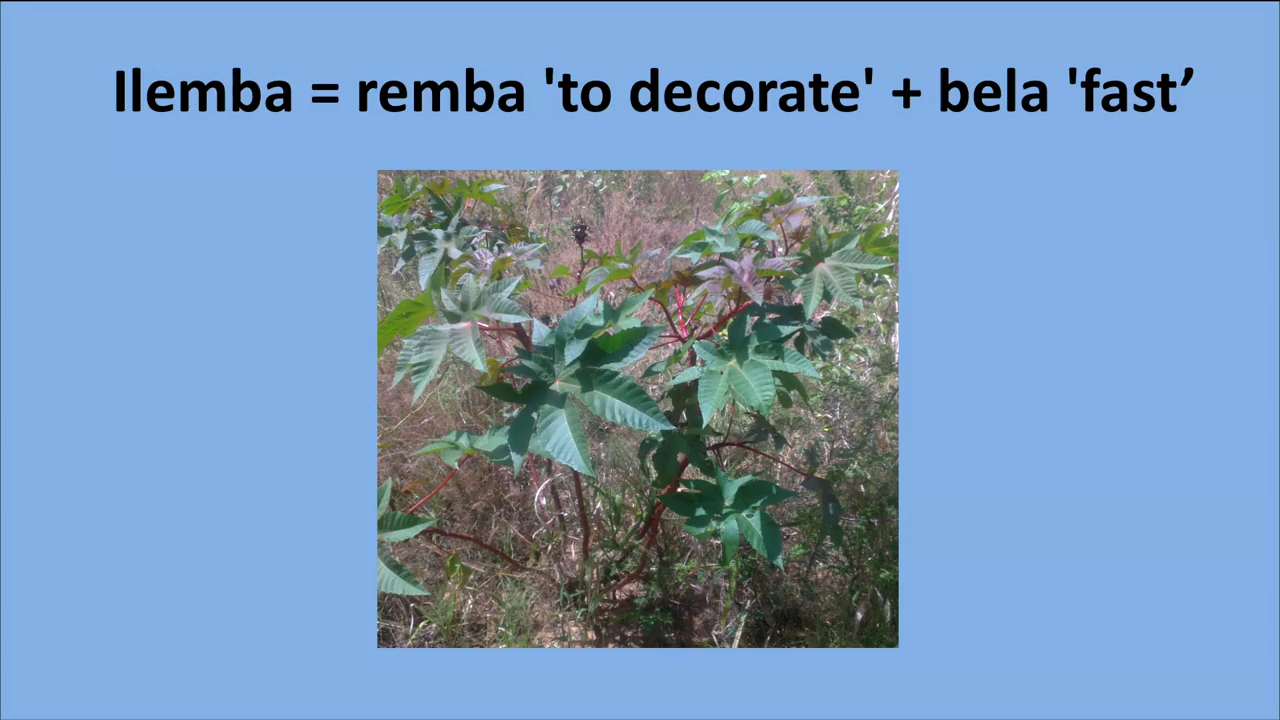 Ilemba = remba 'to decorate' + bela 'fast’